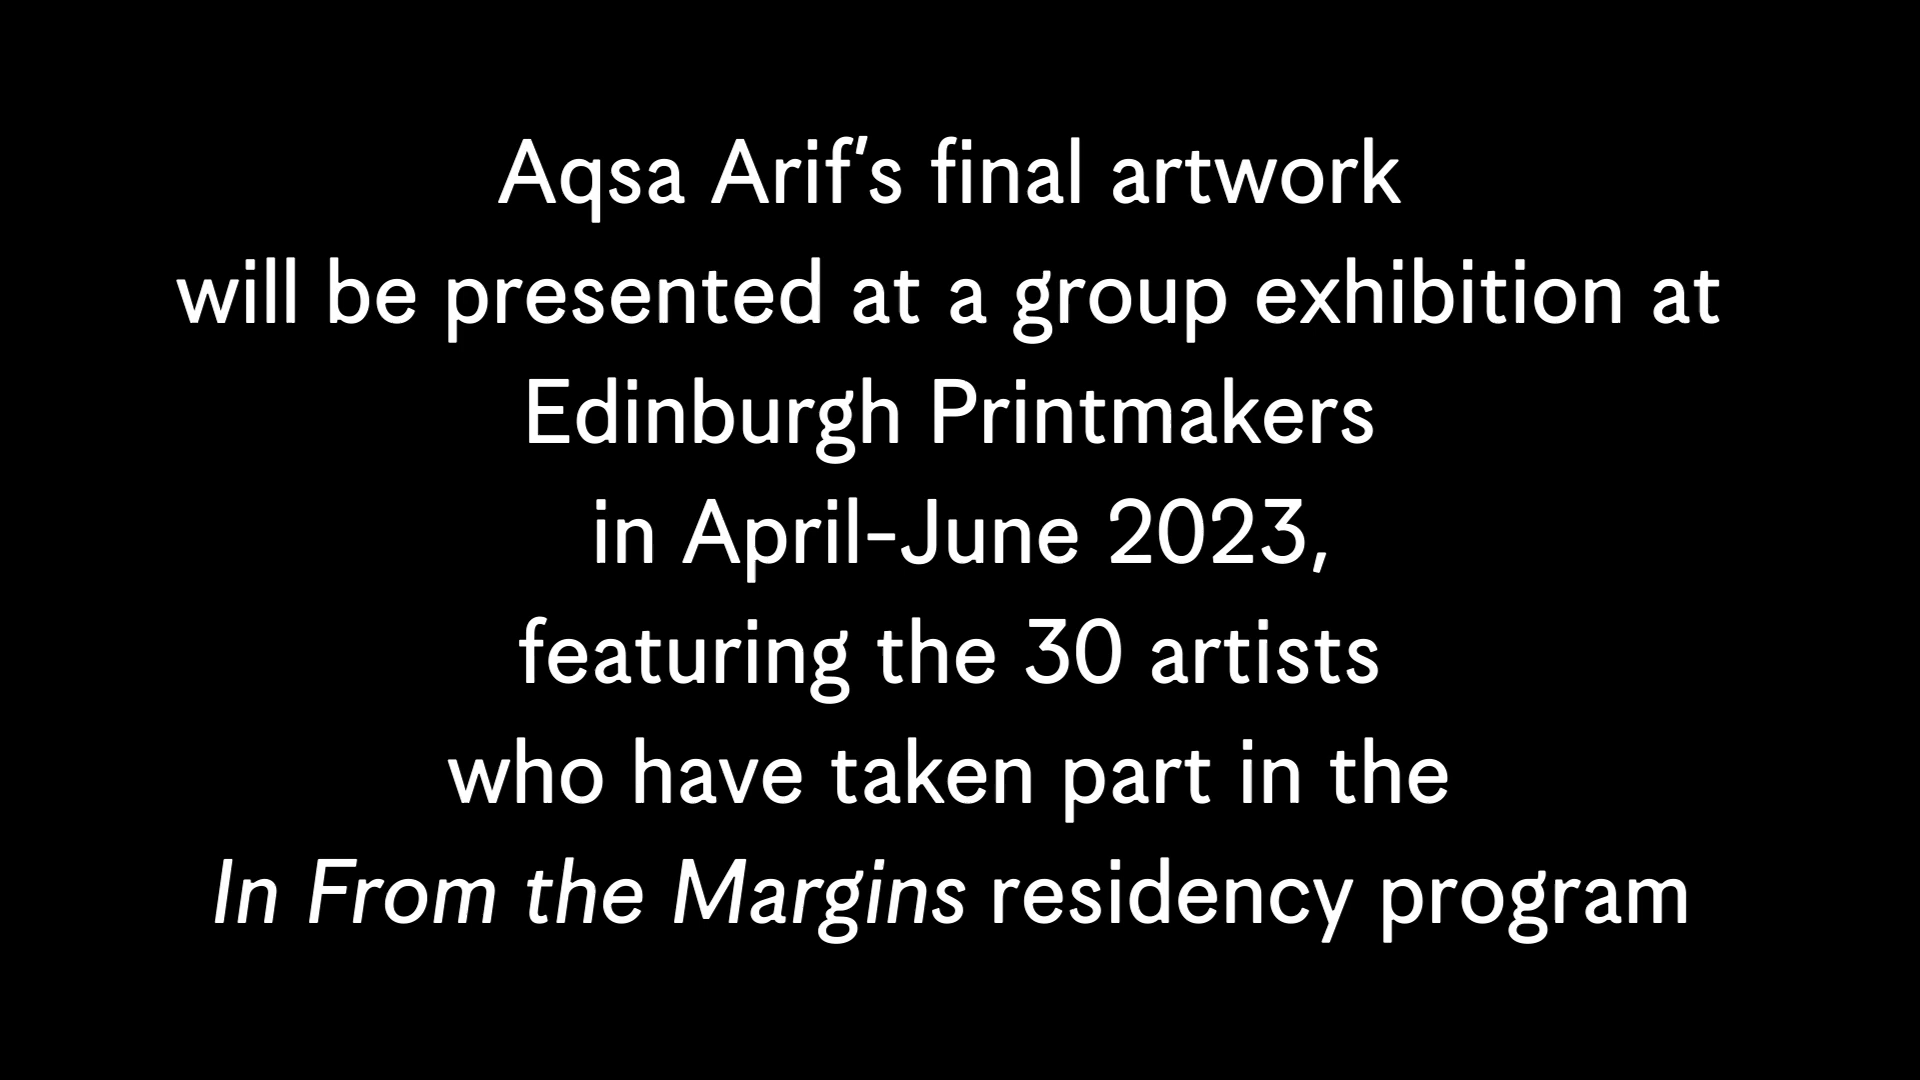 Aqsa Arif's final artwork
will be presented at a group exhibition at
Edinburgh Printmakers
in April-June 2023,
featuring the 30 artists
who have taken part in the
In From the Margins residency program